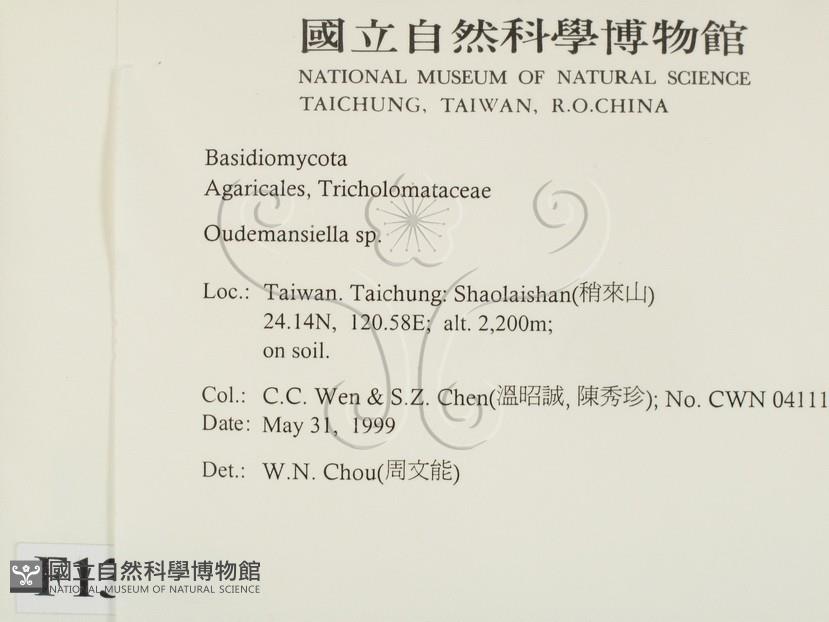 國立自然科學博物館
NATIONAL MUSEUM OF NATURAL SCIENCE
TAICHUNG, TAIWAN, R.O.CHINA
Basidiomycota
Agaricales, Tricholomataceae
Oudemansiella sp.
Loc.: Taiwan. Taichung: Shaolaishan(稍來山)
24.14N, 120.58E; alt. 2,200m;
on soil.
Col.: C.C. Wen & S.Z. Chen(溫昭誠, 陳秀珍); No. CWN 04111
Date: May 31, 1999
Det.: W.N. Chou(周文能)
國立自然科學博物館
NATIONAL MUSEUM OF NATURAL SCIENCE